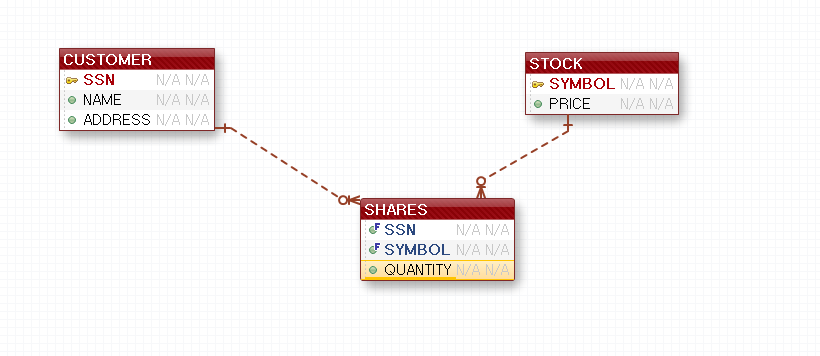 CUSTOMER
SSN N/A N/A
NAME N/A N/A
ADDRESS N/A N/A
STOCK
SYMBOL N/A N/A
PRICE N/A N/A
SHARES
F SSN N/A N/A
F SYMBOL N/A N/A
QUANTITY N/A N/A